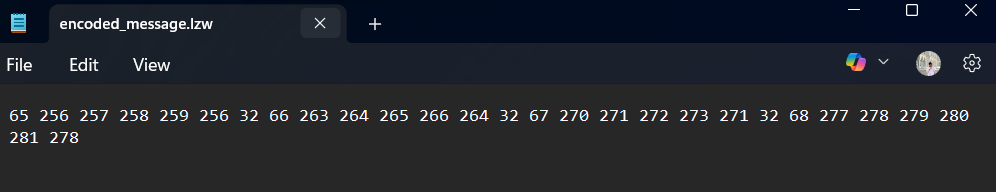 encoded_message.lzw
File Edit View
65 256 257 258 259 256 32 66 263 264 265 266 264 32 67 270 271 272 273 271 32 68 277 278 279 280
281 278